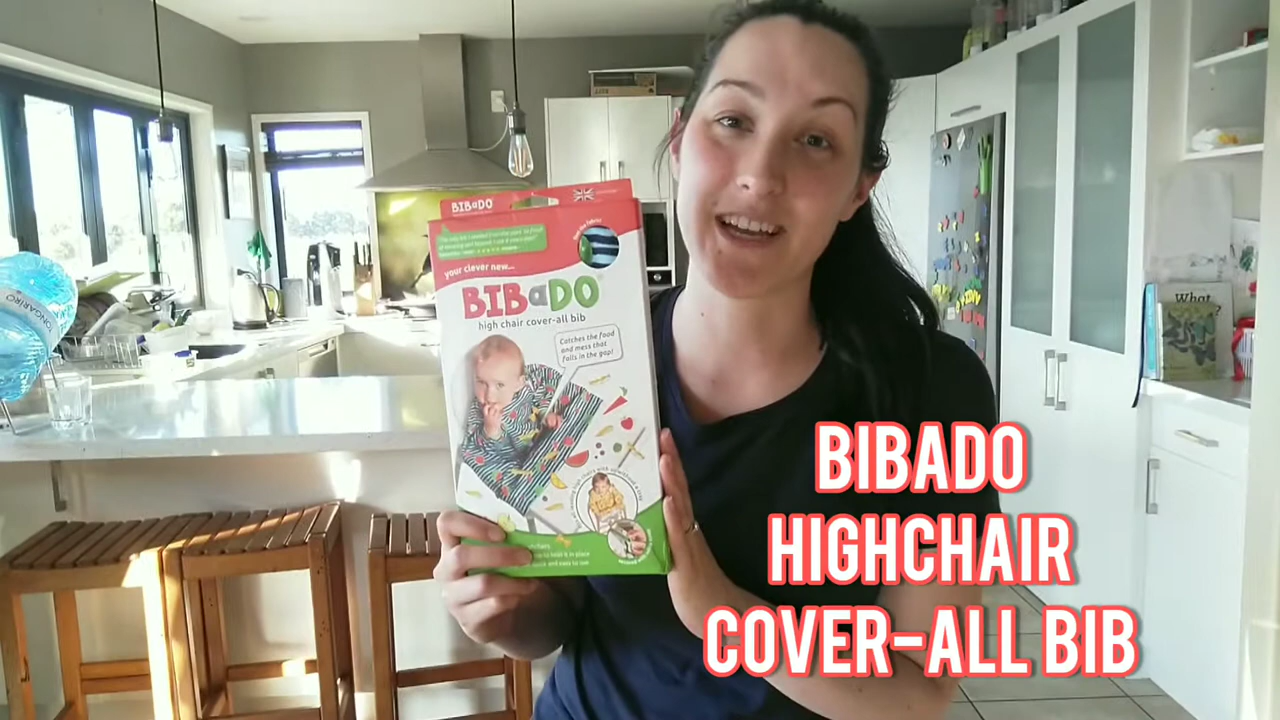 BIBaDO
your clever new...
BIBaDO
high chair cover-all bib
Catches the food
and mess that
falls in the gap!
TONGARIRO
What
BIBADO
HIGHCHAIR
COVER-ALL BIB